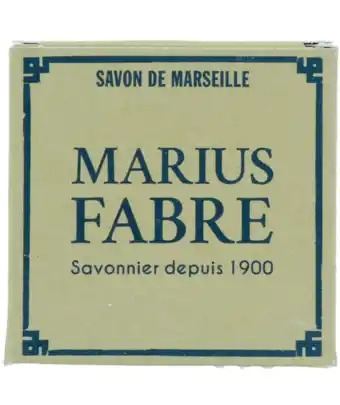 SAVON DE MARSEILLE
MARIUS
FABRE
Savonnier depuis 1900